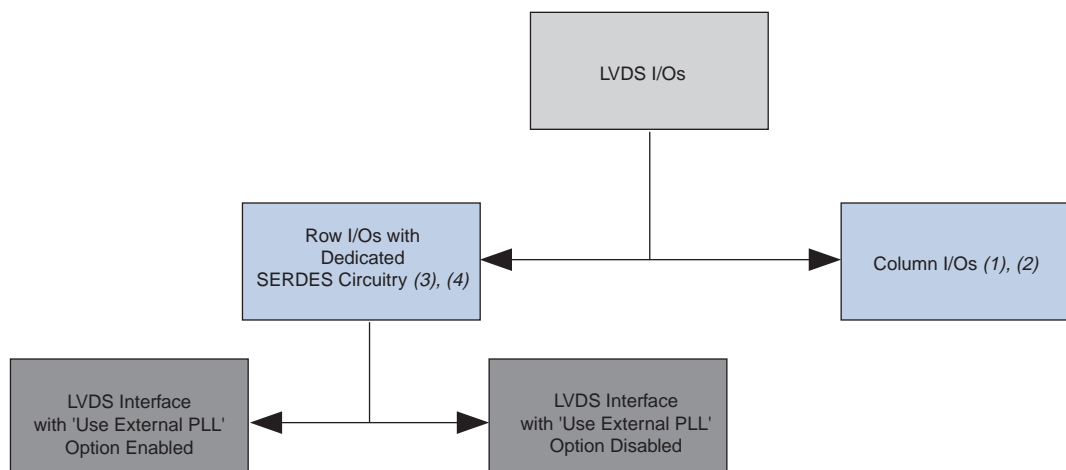 LVDS I/Os
Row I/Os with
Dedicated
SERDES Circuitry (3), (4)
Column I/Os (1), (2)
LVDS Interface
with 'Use External PLL'
Option Enabled
LVDS Interface
with 'Use External PLL'
Option Disabled